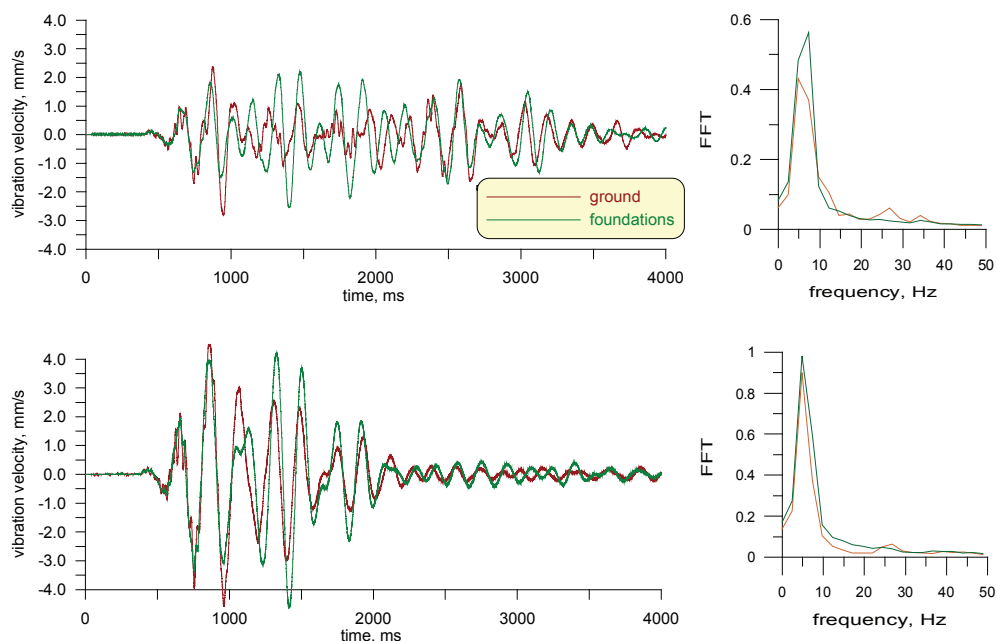 4.0
3.0
2.0
1.0
0.0
-1.0
-2.0
-3.0
-4.0
vibration velocity, mm/s
0 1000 2000 3000 4000
time, ms
ground
foundations
0.6
0.4
0.2
0
FFT
0 10 20 30 40 50
frequency, Hz
4.0
3.0
2.0
1.0
0.0
-1.0
-2.0
-3.0
-4.0
vibration velocity, mm/s
0 1000 2000 3000 4000
time, ms
1
0.8
0.6
0.4
0.2
0
FFT
0 10 20 30 40 50
frequency, Hz